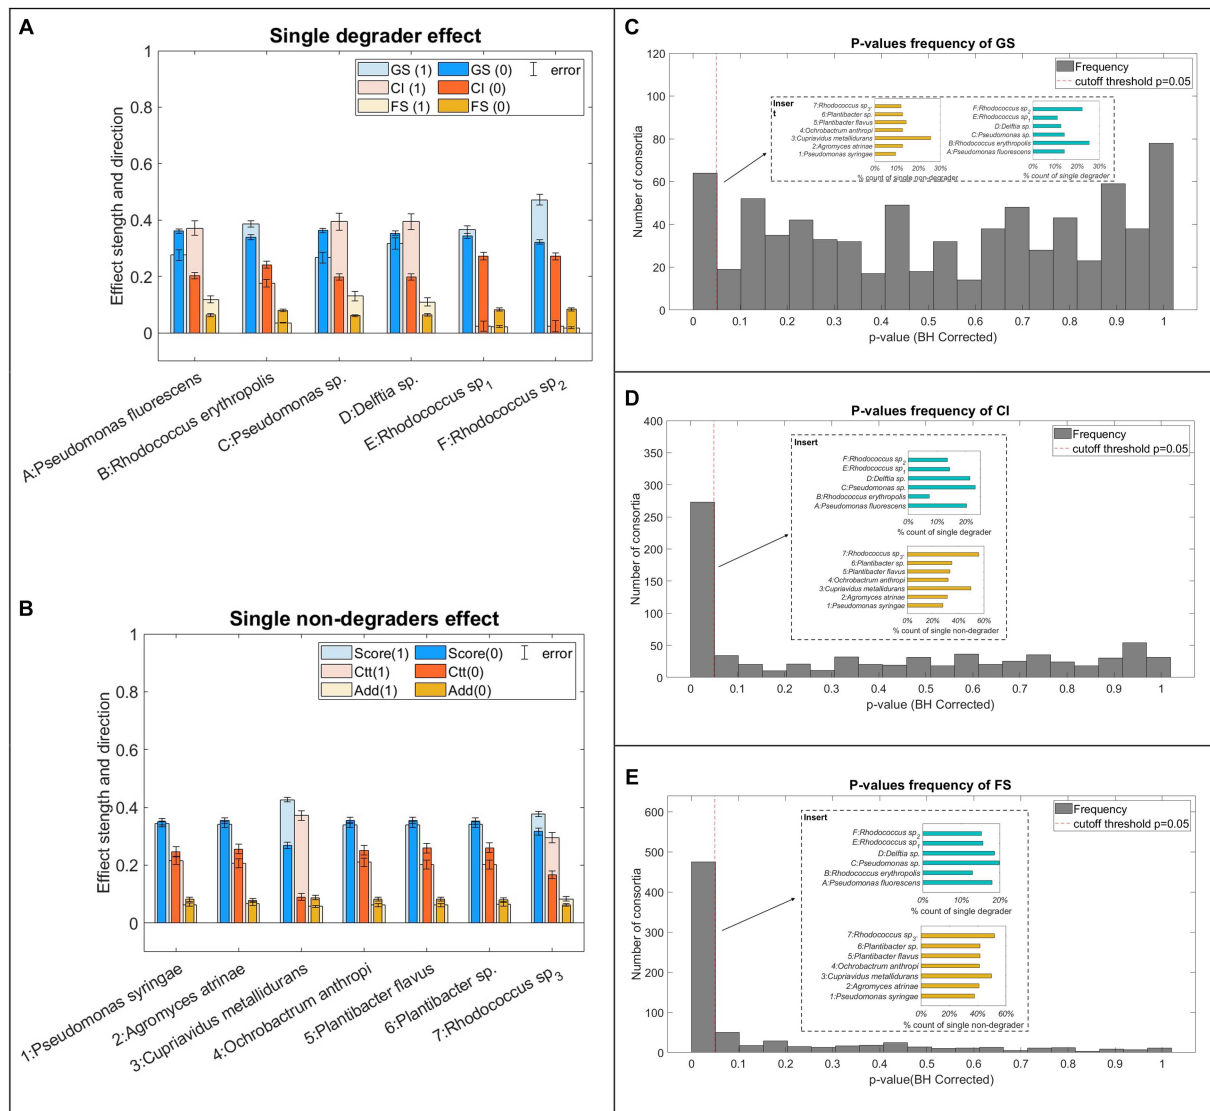 A
Single degrader effect
Effiect stength and direction
1
0.8
0.6
0.4
0.2
0
GS (1) GS (0) error
CI (1) CI (0)
FS (1) FS (0)
A:Pseudomonas fluorescens
B:Rhodococcus erythropolis
C:Pseudomonas sp.
D:Delftia sp.
E:Rhodococcus sp1
F:Rhodococcus sp2
B
Single non-degraders effect
Effect strength and direction
1
0.8
0.6
0.4
0.2
0
Score(1) Score(0) error
Ctt(1) Ctt(0)
Add(1) Add(0)
1:Pseudomonas syringae
2:Agromyces atrinae
3:Cupriavidus metallidurans
4:Ochrobactrum anthropi
5:Plantibacter flavus
6:Plantibacter sp.
7:Rhodococcus sp3
C
P-values frequency of GS
Number of consortia
120
100
80
60
40
20
0
Frequency
cutoff threshold p=0.05
Inser
t
7:Rhodococcus sp3'
6:Plantibacter sp.
5:Plantibacter flavus
4:Ochrobactrum anthropi
3:Cupriavidus metallidurans
2:Agromyces atrinae
1:Pseudomonas syringae
0% 10% 20% 30%
% count of single non-degrader
F:Rhodococcus sp2
E:Rhodococcus sp1
D:Delftia sp.
C:Pseudomonas sp.
B:Rhodococcus erythropolis
A:Pseudomonas fluorescens
0% 10% 20% 30%
% count of single degrader
0 0.1 0.2 0.3 0.4 0.5 0.6 0.7 0.8 0.9 1
p-value (BH Corrected)
D
P-values frequency of CI
Number of consortia
400
350
300
250
200
150
100
50
0
Frequency
cutoff threshold p=0.05
Insert
F:Rhodococcus sp2
E:Rhodococcus sp1
D:Delftia sp.
C:Pseudomonas sp.
B:Rhodococcus erythropolis
A:Pseudomonas fluorescens
0% 10% 20%
% count of single degrader
7:Rhodococcus sp3'
6:Plantibacter sp.
5:Plantibacter flavus
4:Ochrobactrum anthropi
3:Cupriavidus metallidurans
2:Agromyces atrinae
1:Pseudomonas syringae
0% 20% 30% 40% 50% 60%
% count of single non-degrader
0 0.1 0.2 0.3 0.4 0.5 0.6 0.7 0.8 0.9 1
p-value (BH Corrected)
E
P-values frequency of FS
Number of consortia
600
500
400
300
200
100
0
Frequency
cutoff threshold p=0.05
Insert
F:Rhodococcus sp2
E:Rhodococcus sp1
D:Delftia sp.
C:Pseudomonas sp.
B:Rhodococcus erythropolis
A:Pseudomonas fluorescens
0% 10% 20%
% count of single degrader
7:Rhodococcus sp3'
6:Plantibacter sp.
5:Plantibacter flavus
4:Ochrobactrum anthropi
3:Cupriavidus metallidurans
2:Agromyces atrinae
1:Pseudomonas syringae
0% 20% 40% 60%
% count of single non-degrader
0 0.1 0.2 0.3 0.4 0.5 0.6 0.7 0.8 0.9 1
p-value(BH Corrected)